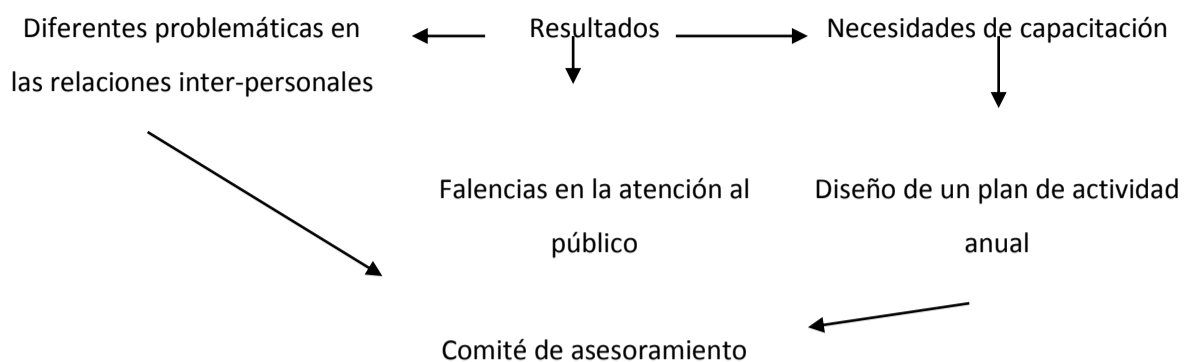 Diferentes problemáticas en
las relaciones inter-personales
Resultados
Necesidades de capacitación
Falencias en la atención al
público
Diseño de un plan de actividad
anual
Comité de asesoramiento